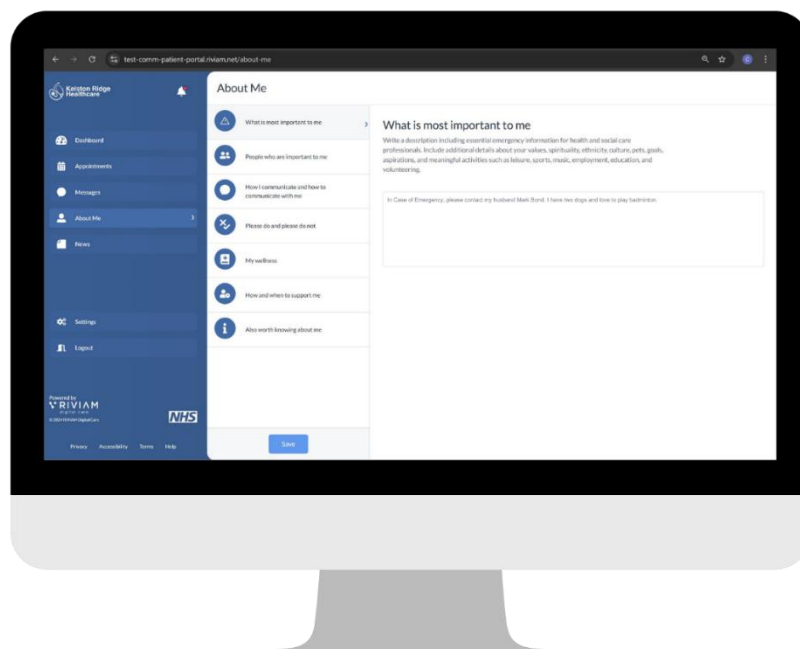 test-comm-patient-portal.riviam.net/about-me
Kelston Ridge
Healthcare
Dashboard
Appointments
Messages
About Me
News
Settings
Logout
Powered by
RIVIAM
digital care
NHS
Privacy Accessibility Terms Help
About Me
What is most important to me
People who are important to me
How I communicate and how to
communicate with me
Please do and please do not
My wellness
How and when to support me
Also worth knowing about me
Save
What is most important to me
Write a description including essential emergency information for health and social care
professionals. Include additional details about your values, spirituality, ethnicity, culture, pets, goals,
aspirations, and meaningful activities such as leisure, sports, music, employment, education, and
volunteering.
In Case of Emergency, please contact my husband Mark Bond. I have two dogs and love to play badminton.